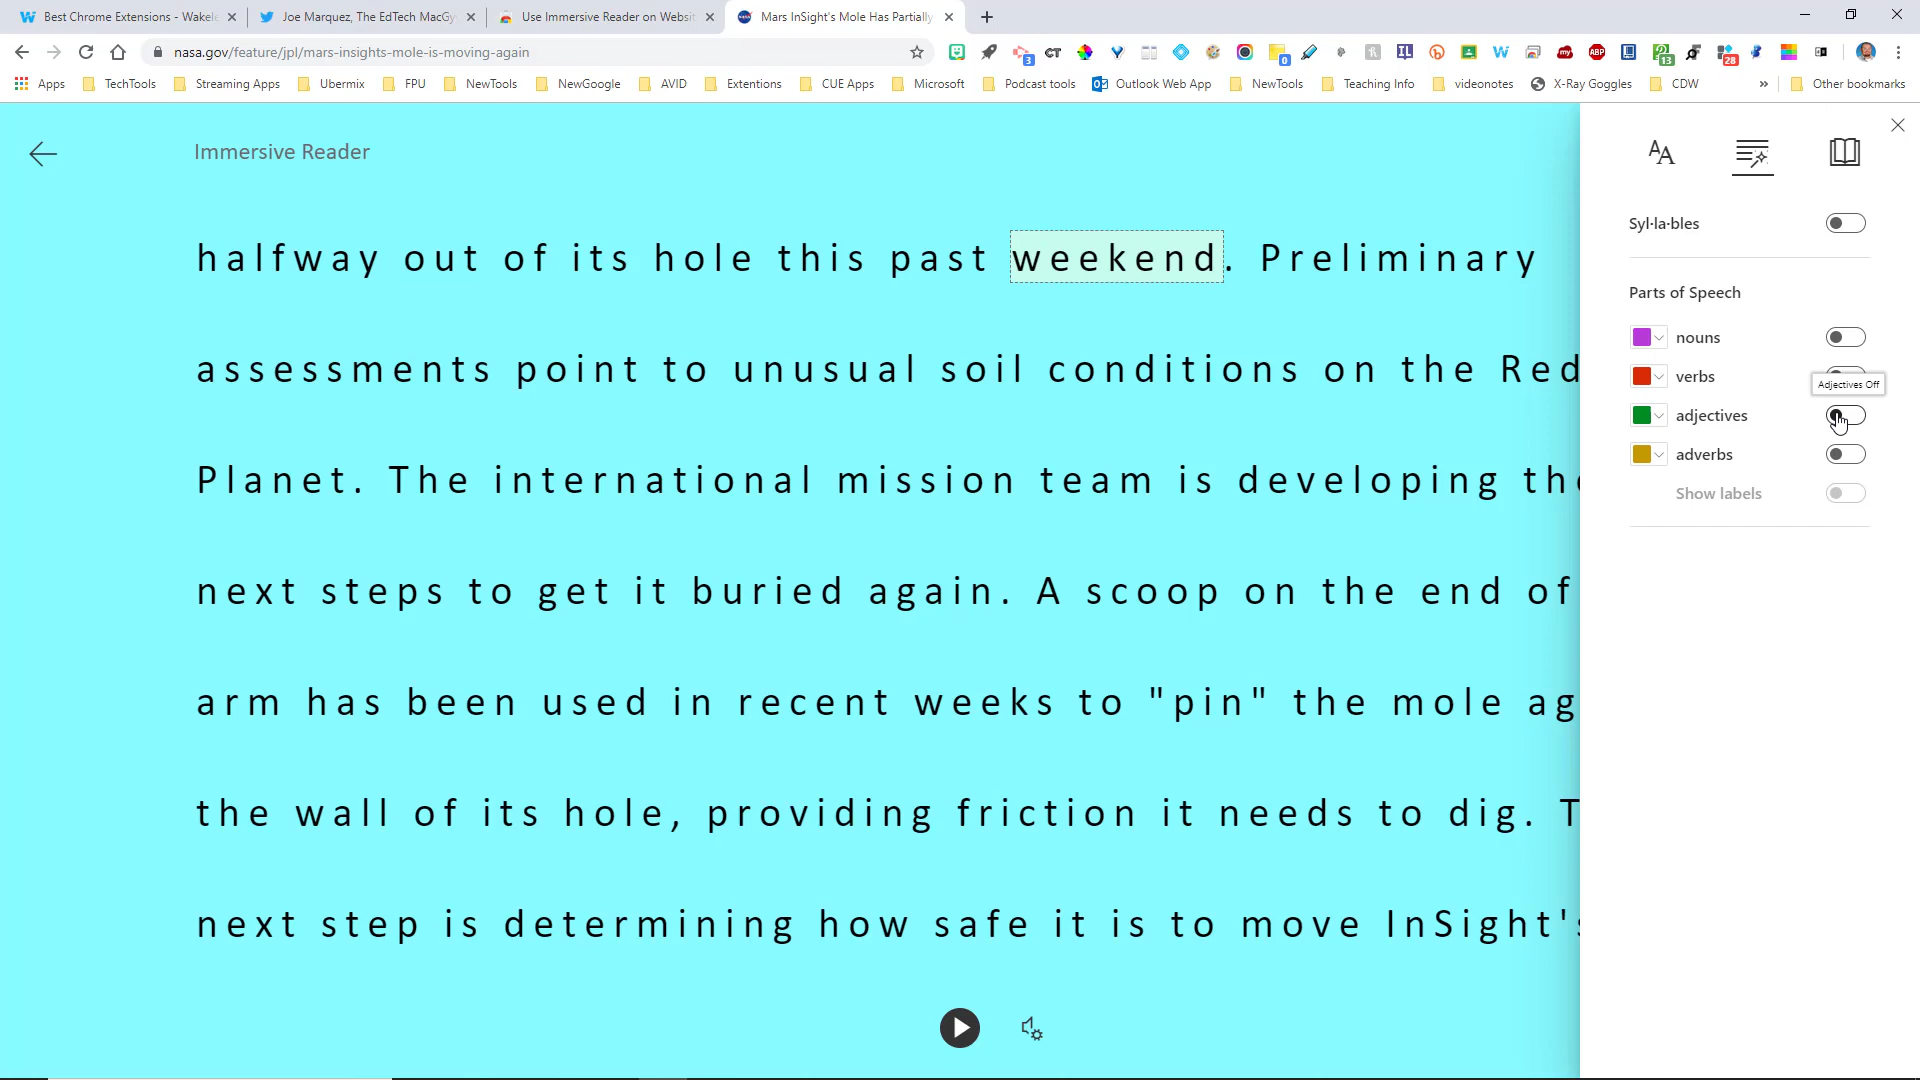 Best Chrome Extensions - Wakele
Joe Marquez, The EdTech MacGy
Use Immersive Reader on Websit
Mars InSight's Mole Has Partially
nasa.gov/feature/jpl/mars-insights-mole-is-moving-again
Apps TechTools Streaming Apps Ubermix FPU NewTools NewGoogle AVID Extentions CUE Apps Microsoft Podcast tools Outlook Web App NewTools Teaching Info videonotes X-Ray Goggles CDW » Other bookmarks
Immersive Reader
halfway out of its hole this past weekend. Preliminary
assessments point to unusual soil conditions on the Red
Planet. The international mission team is developing the
next steps to get it buried again. A scoop on the end of
arm has been used in recent weeks to "pin" the mole ag
the wall of its hole, providing friction it needs to dig. T
next step is determining how safe it is to move InSight's
Syl·la·bles
Parts of Speech
nouns
verbs
Adjectives Off
adjectives
adverbs
Show labels